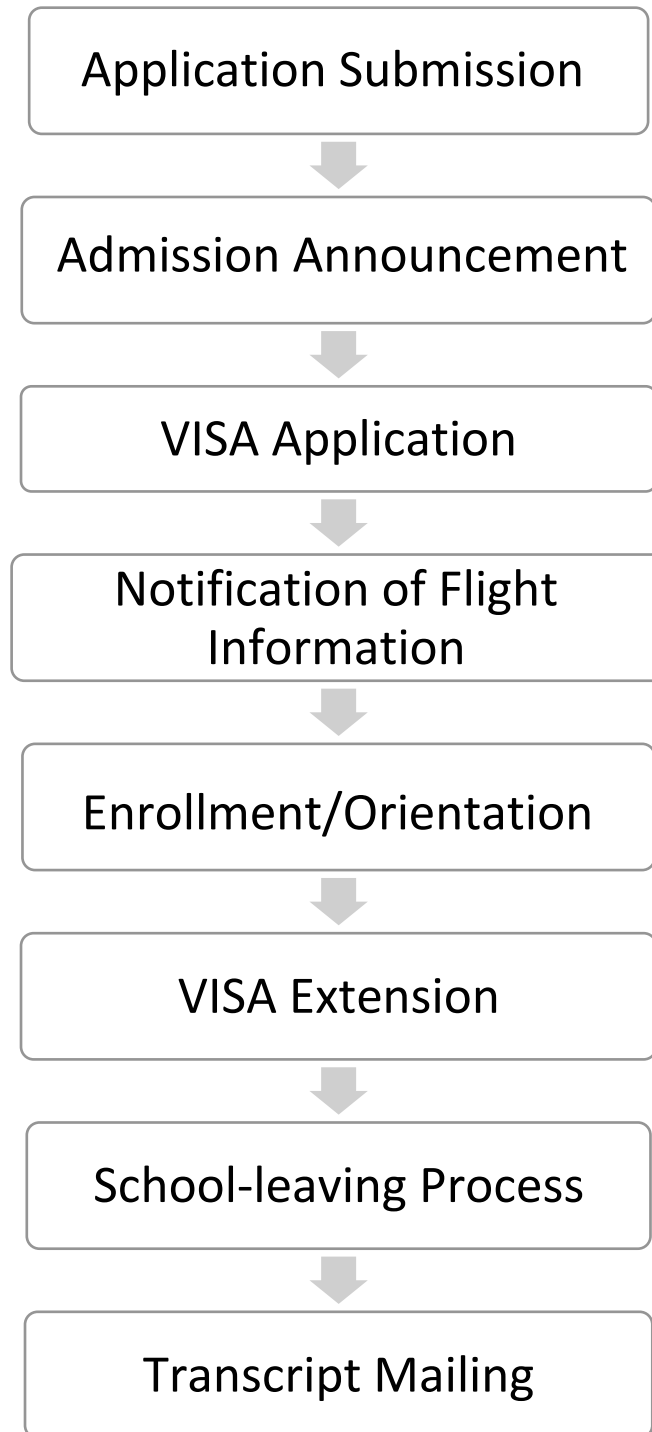 Application Submission
Admission Announcement
VISA Application
Notification of Flight
Information
Enrollment/Orientation
VISA Extension
School-leaving Process
Transcript Mailing